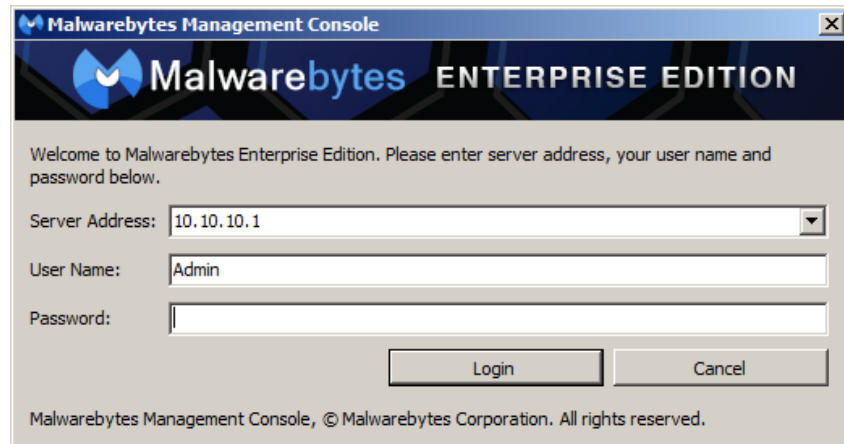 Malwarebytes Management Console
Malwarebytes ENTERPRISE EDITION
Welcome to Malwarebytes Enterprise Edition. Please enter server address, your user name and
password below.
Server Address: 10.10.10.1
User Name: Admin
Password:
Login Cancel
Malwarebytes Management Console, © Malwarebytes Corporation. All rights reserved.